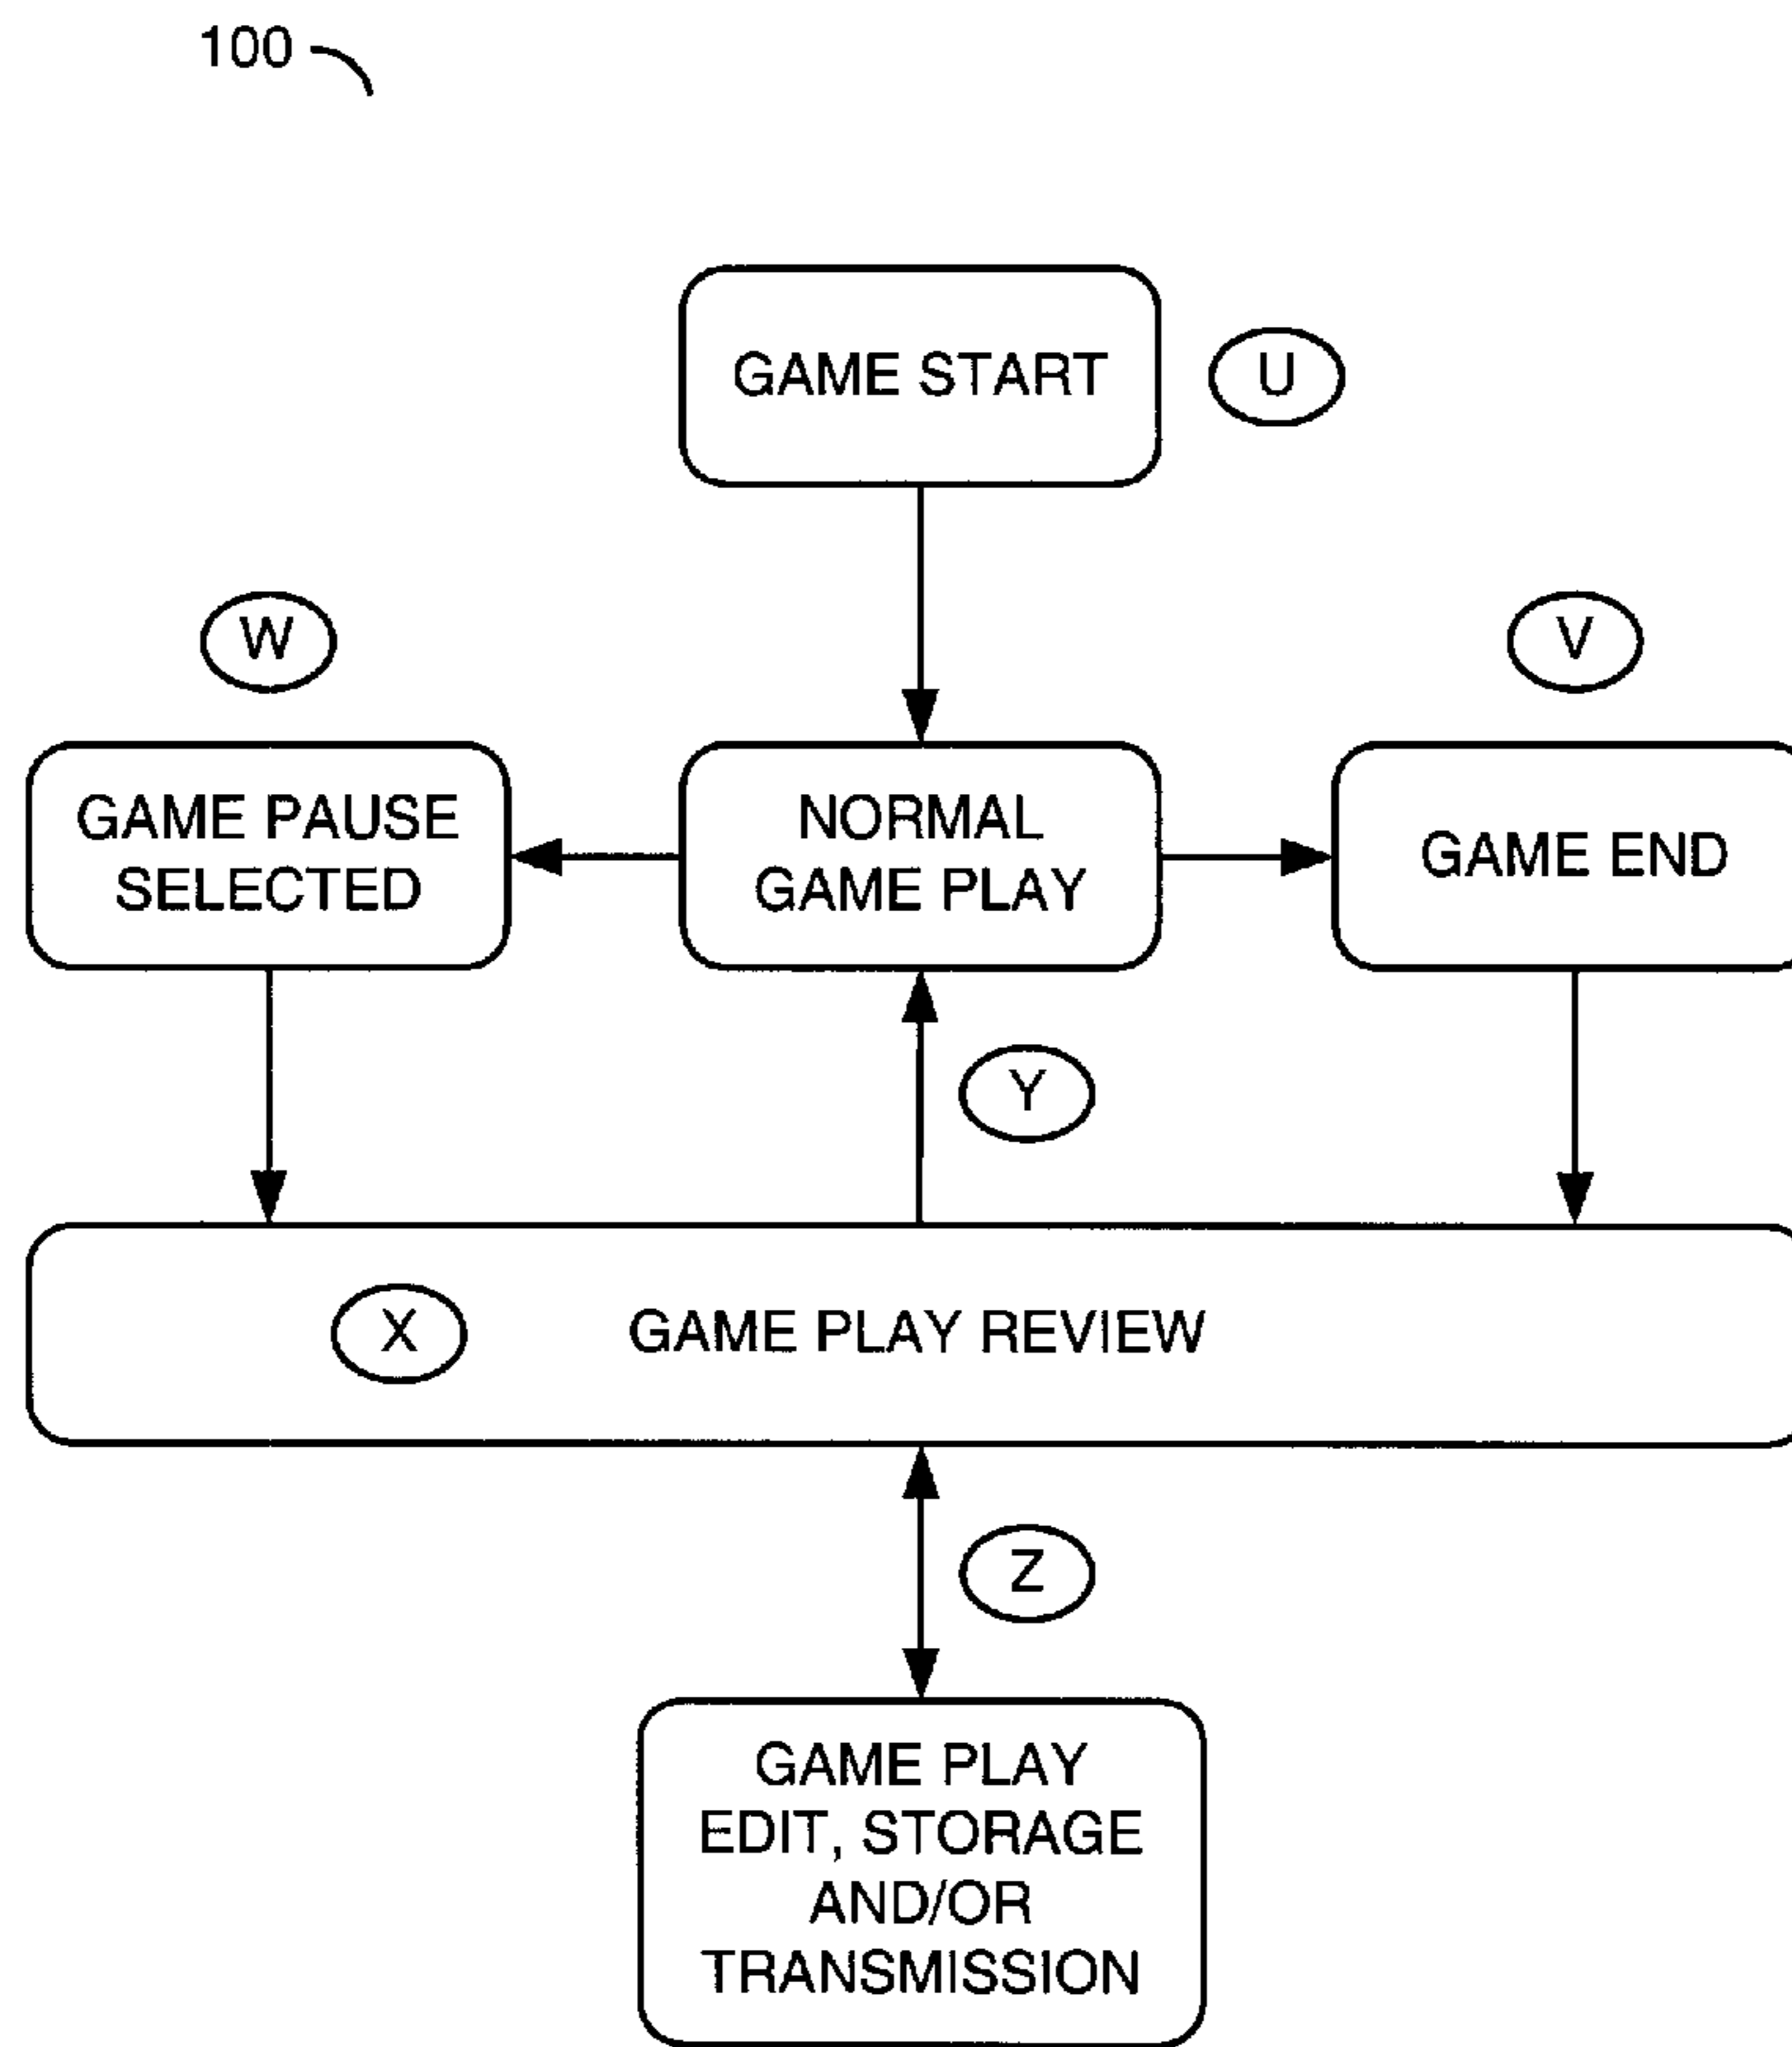 100
GAME START
U
W
V
GAME PAUSE
SELECTED
NORMAL
GAME PLAY
GAME END
Y
X
GAME PLAY REVIEW
Z
GAME PLAY
EDIT, STORAGE
AND/OR
TRANSMISSION